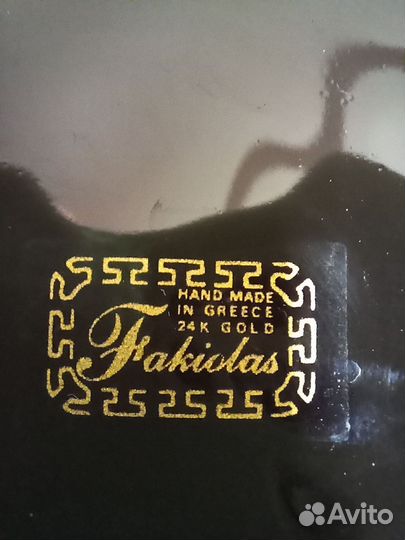 HAND MADE
IN GREECE
24K GOLD
Fakiolas
Avito